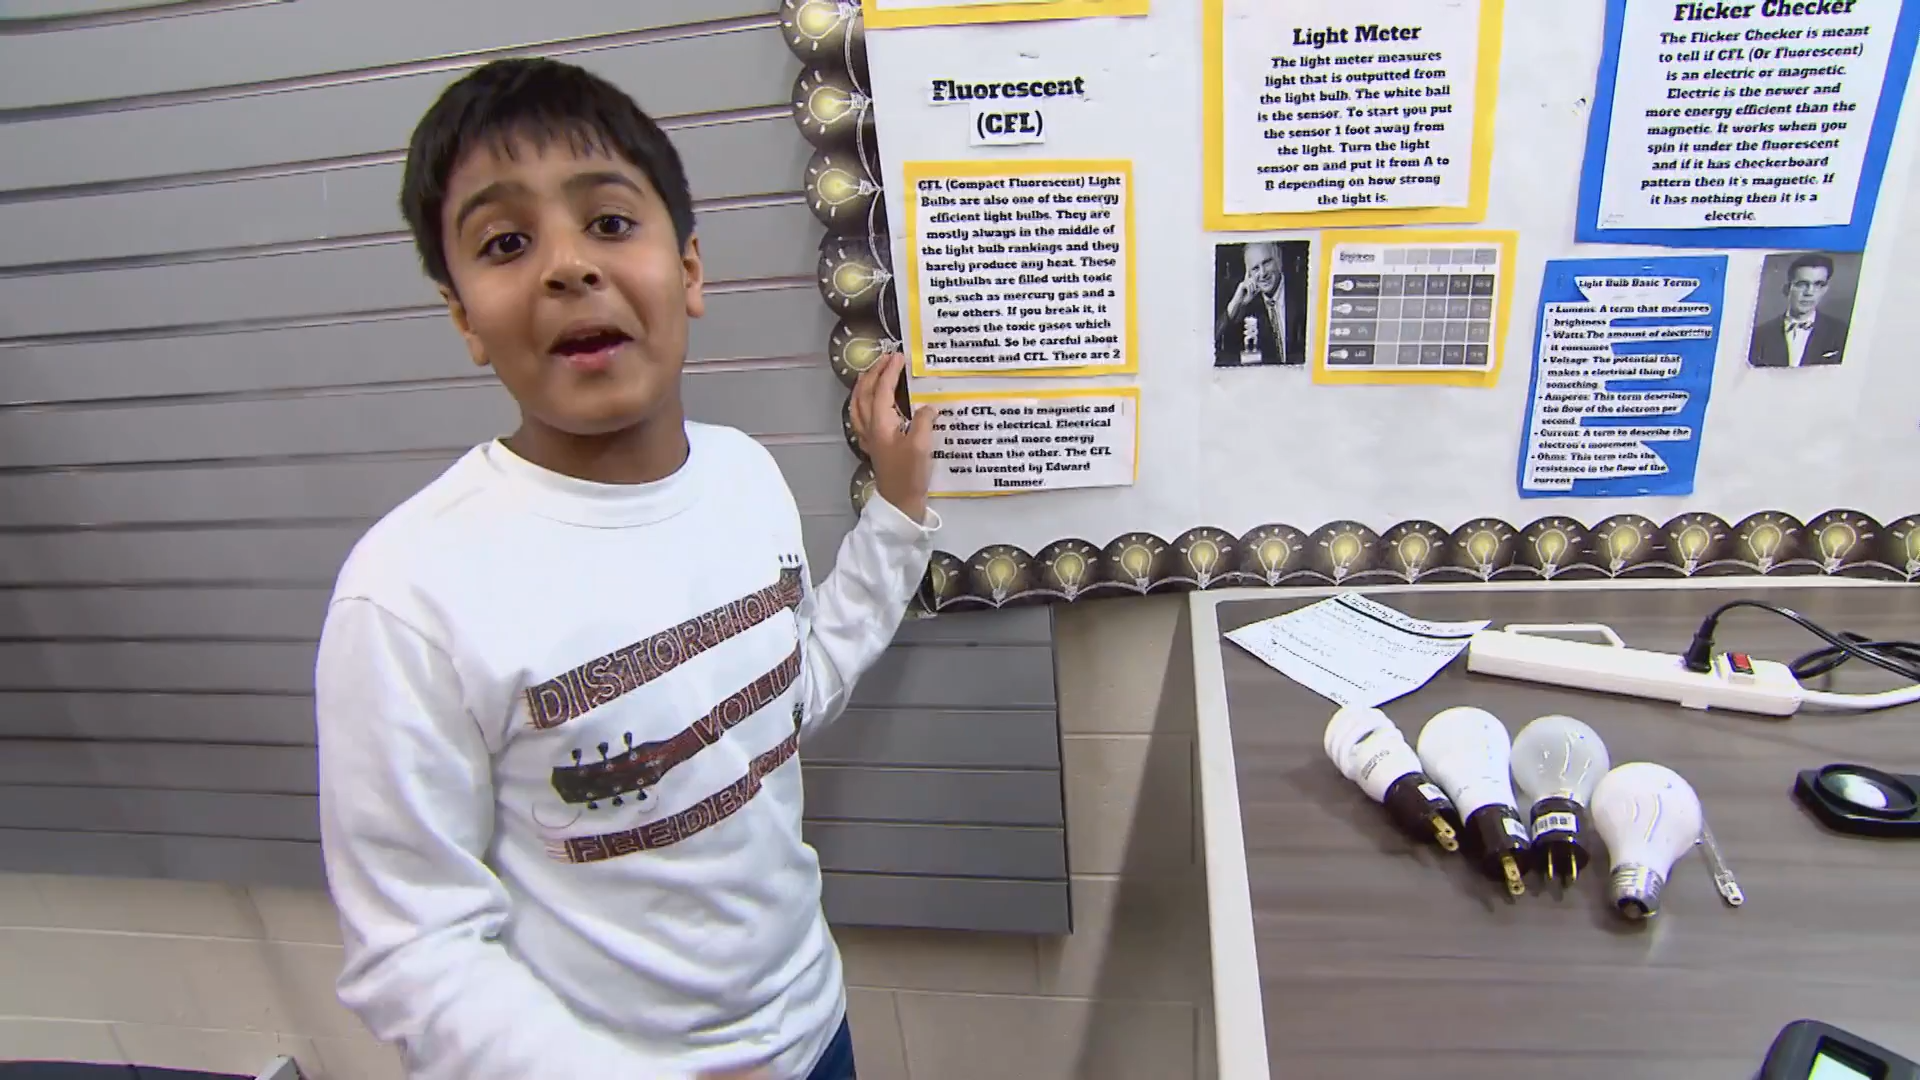 Fluorescent
(CFL)
CFL (Compact Fluorescent) Light
Bulbs are also one of the energy
efficient light bulbs. They are
mostly always in the middle of
the light bulb rankings and they
barely produce any heat. These
lightbulbs are filled with toxic
gas, such as mercury gas and a
few others. If you break it, it
exposes the toxic gases which
are harmful. So be careful about
Fluorescent and CFL. There are 2
of CFL, one is magnetic and
other is electrical. Electrical
is newer and more energy
than the other. The CFL
was invented by Edward
Hammer.
Light Meter
The light meter measures
light that is outputted from
the light bulb. The white ball
is the sensor. To start you put
the sensor 1 foot away from
the light. Turn the light
sensor on and put it from A to
B depending on how strong
the light is.
Flicker Checker
The Flicker Checker is meant
to tell if CFL (Or Fluorescent)
is an electric or magnetic.
Electric is the newer and
more energy efficient than the
magnetic. It works when you
spin it under the fluorescent
and if it has checkerboard
pattern then it's magnetic. If
it has nothing then it is a
electric.
Light Bulb Basic Terms
• Lumens: A term that measures
brightness
• Watts: The amount of electricity
it consumes
• Voltage: The potential that
makes a electrical thing to
something.
• Amperes: This term describes
the flow of the electrons per
second.
• Current: A term to describe the
electron's movement.
• Ohms: This term tells the
resistance in the flow of the
current.
Lighting Facts
DISTORTION
VOLUM
FEEDBACK